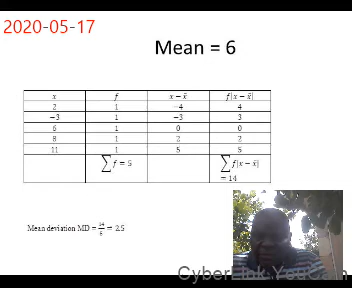 2020-05-17
Mean = 6
x f x − x̄ f|x − x̄|
2 1 −4 4
−3 1 −3 3
6 1 0 0
8 1 2 2
11 1 5 5
∑f = 5 ∑f|x − x̄|
= 14
Mean deviation MD = 14/5 = 2.5
CyberLink YouCam